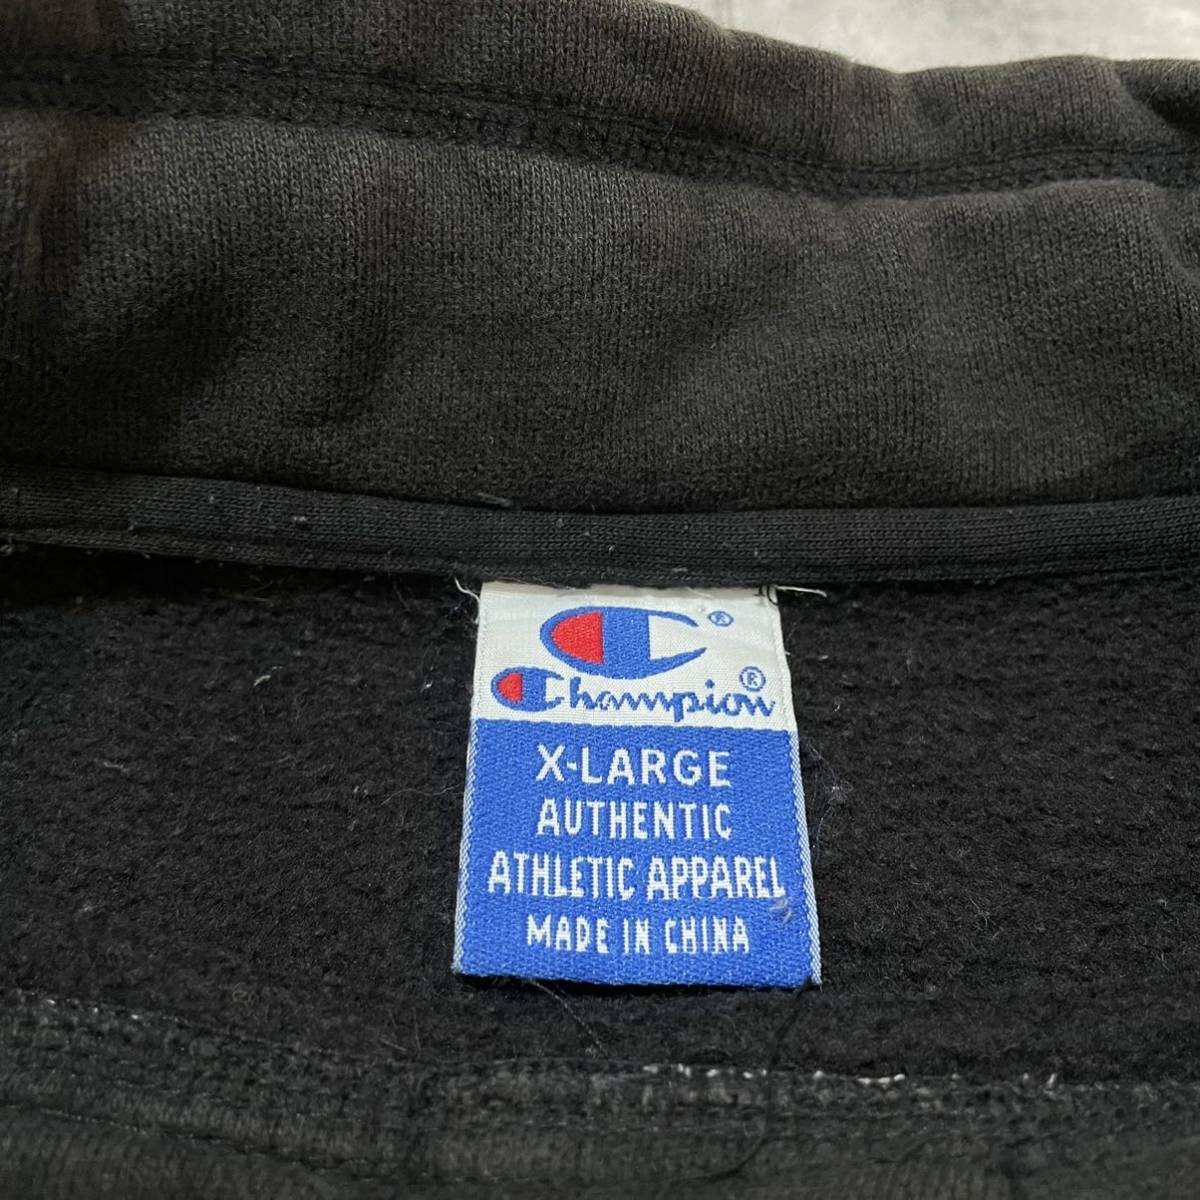 ®
Champion®
X-LARGE
AUTHENTIC
ATHLETIC APPAREL
MADE IN CHINA